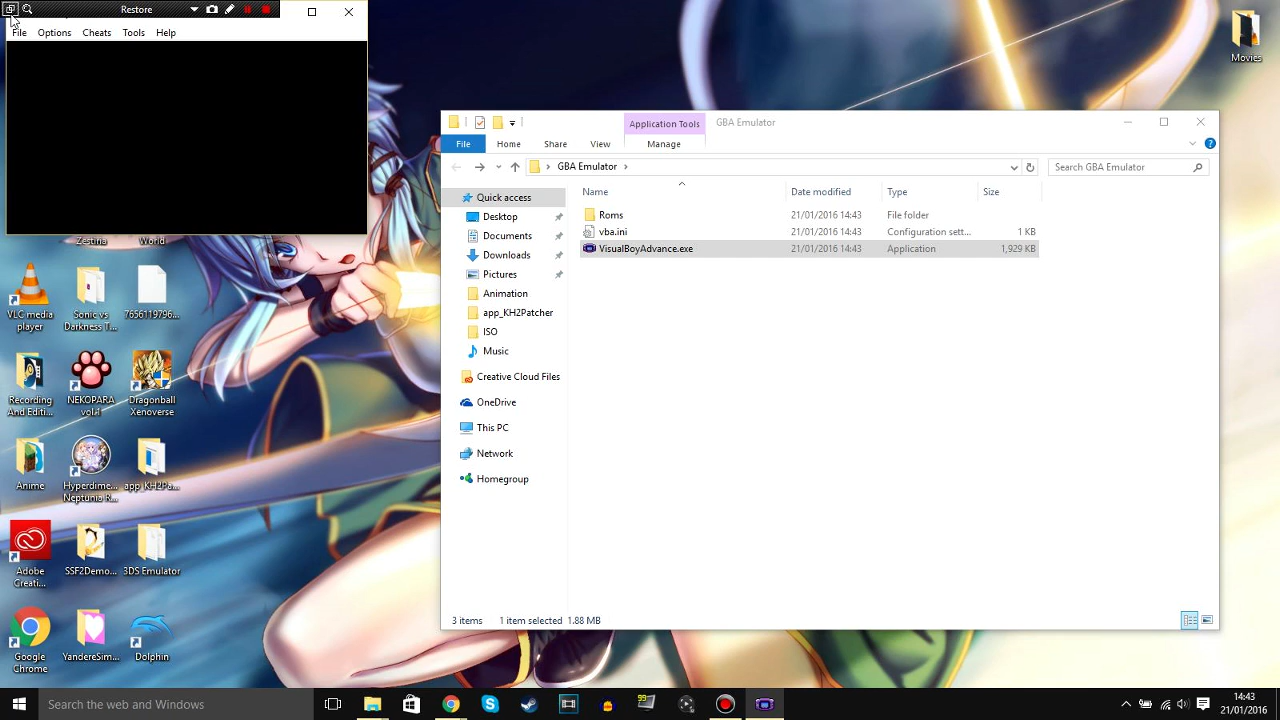 Restore
File Options Cheats Tools Help
Movies
Zestiria World
VLC media player
Sonic vs Darkness T...
7656119796...
Recording And Editi...
NEKOPARA vol.1
Dragonball Xenoverse
Anime
Hyperdime... Neptunia R...
app_KH2Pa...
Adobe Creati...
SSF2Demo...
3DS Emulator
Google Chrome
YandereSim...
Dolphin
Application Tools GBA Emulator
File Home Share View Manage
GBA Emulator
Search GBA Emulator
Name Date modified Type Size
Quick access
Desktop
Documents
Downloads
Pictures
Animation
app_KH2Patcher
ISO
Music
Creative Cloud Files
OneDrive
This PC
Network
Homegroup
Roms 21/01/2016 14:43 File folder
vba.ini 21/01/2016 14:43 Configuration sett... 1 KB
VisualBoyAdvance.exe 21/01/2016 14:43 Application 1,929 KB
3 items 1 item selected 1.88 MB
Search the web and Windows
99
14:43
21/01/2016